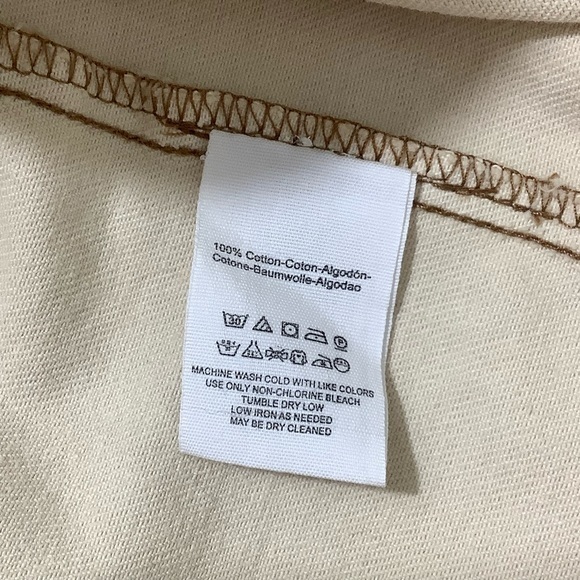 100% Cotton-Coton-Algodón-
Cotone-Baumwolle-Algodao
30
MACHINE WASH COLD WITH LIKE COLORS
USE ONLY NON-CHLORINE BLEACH
TUMBLE DRY LOW
LOW IRON AS NEEDED
MAY BE DRY CLEANED